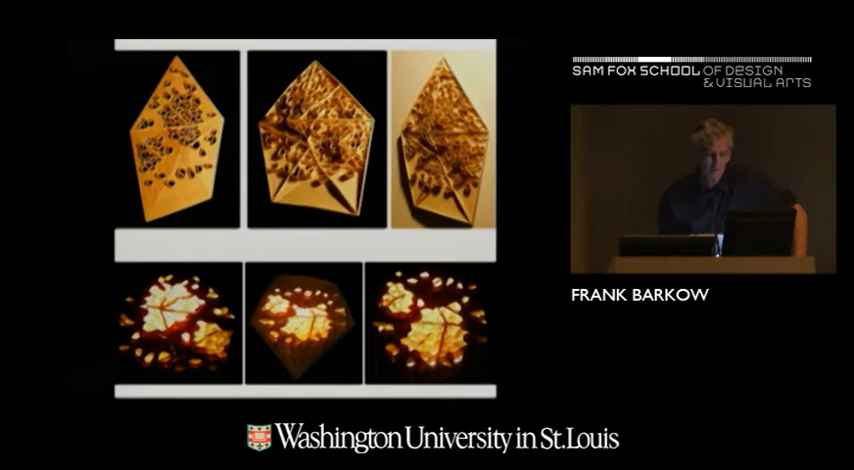 SAM FOX SCHOOL OF DESIGN
& VISUAL ARTS
FRANK BARKOW
Washington University in St. Louis